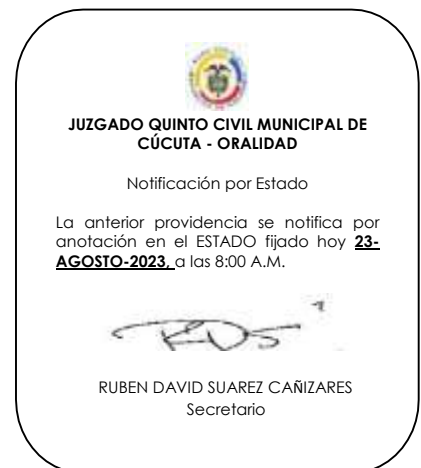 JUZGADO QUINTO CIVIL MUNICIPAL DE
CÚCUTA - ORALIDAD
Notificación por Estado
La anterior providencia se notifica por
anotación en el ESTADO fijado hoy 23-
AGOSTO-2023, a las 8:00 A.M.
RUBEN DAVID SUAREZ CAÑIZARES
Secretario